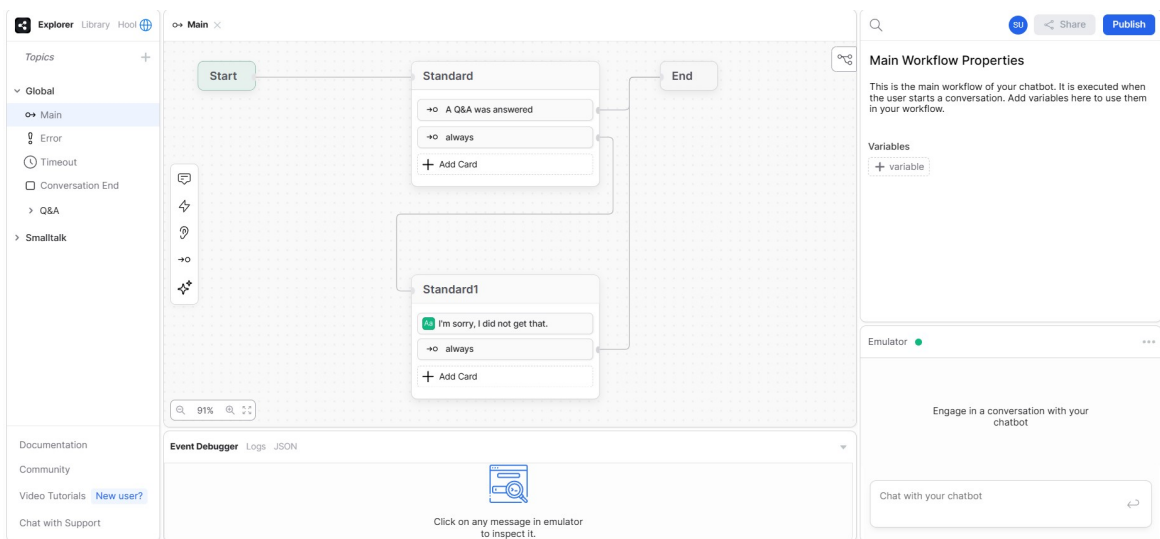 Explorer Library Hool
Main
SU
Share
Publish
Topics
Global
Main
Error
Timeout
Conversation End
Q&A
Smalltalk
Documentation
Community
Video Tutorials New user?
Chat with Support
Start
Standard
A Q&A was answered
always
Add Card
End
Standard1
Aa I'm sorry, I did not get that.
always
Add Card
91%
Event Debugger Logs JSON
Click on any message in emulator
to inspect it.
Main Workflow Properties
This is the main workflow of your chatbot. It is executed when
the user starts a conversation. Add variables here to use them
in your workflow.
Variables
variable
Emulator
Engage in a conversation with your
chatbot
Chat with your chatbot